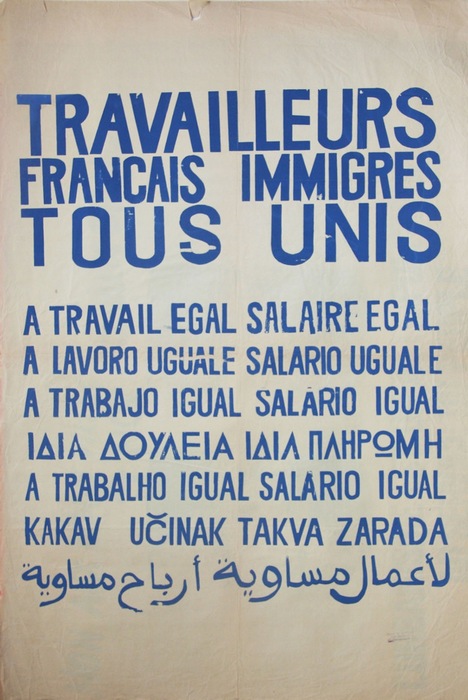 TRAVAILLEURS
FRANCAIS IMMIGRES
TOUS UNIS
A TRAVAIL EGAL SALAIRE EGAL
A LAVORO UGUALE SALARIO UGUALE
A TRABAJO IGUAL SALARIO IGUAL
ΙΔΙΑ ΔΟΥΛΕΙΑ ΙΔΙΑ ΠΛΗΡΩΜΗ
A TRABALHO IGUAL SALARIO IGUAL
KAKAV UČINAK TAKVA ZARADA
لأعمال مساوية أرباح مساوية